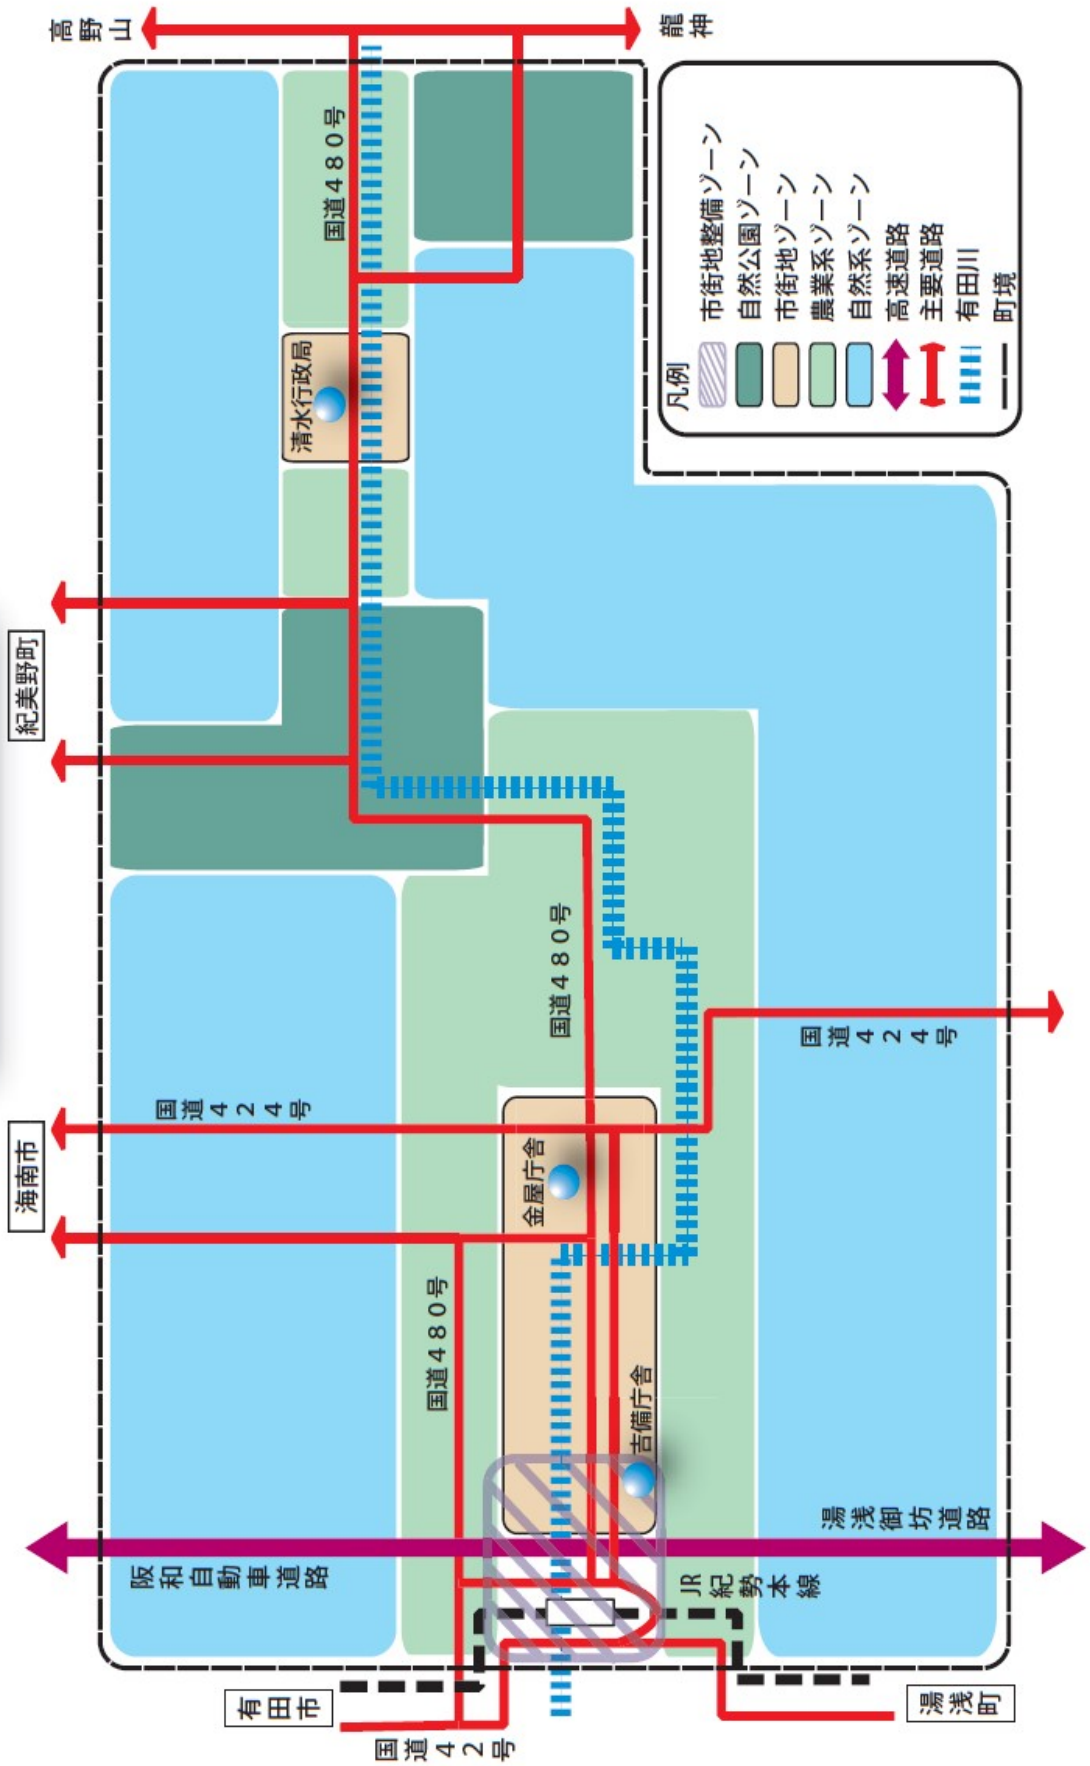 紀美野町
海南市
高野山
龍神
有田市
湯浅町
国道480号
清水行政局
国道424号
国道480号
金屋庁舎
国道424号
国道480号
吉備庁舎
阪和自動車道路
湯浅御坊道路
JR紀勢本線
国道42号
凡例
市街地整備ゾーン
自然公園ゾーン
市街地ゾーン
農業系ゾーン
自然系ゾーン
高速道路
主要道路
有田川
町境